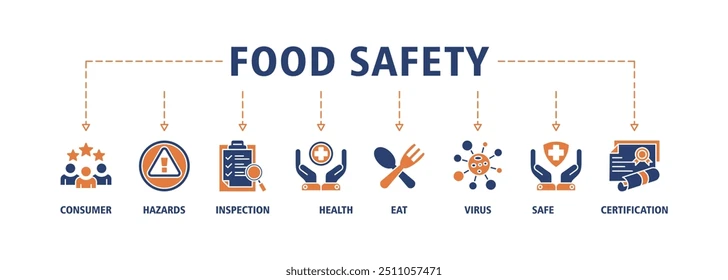 FOOD SAFETY
CONSUMER HAZARDS INSPECTION HEALTH EAT VIRUS SAFE CERTIFICATION
shutterstock.com · 2511057471